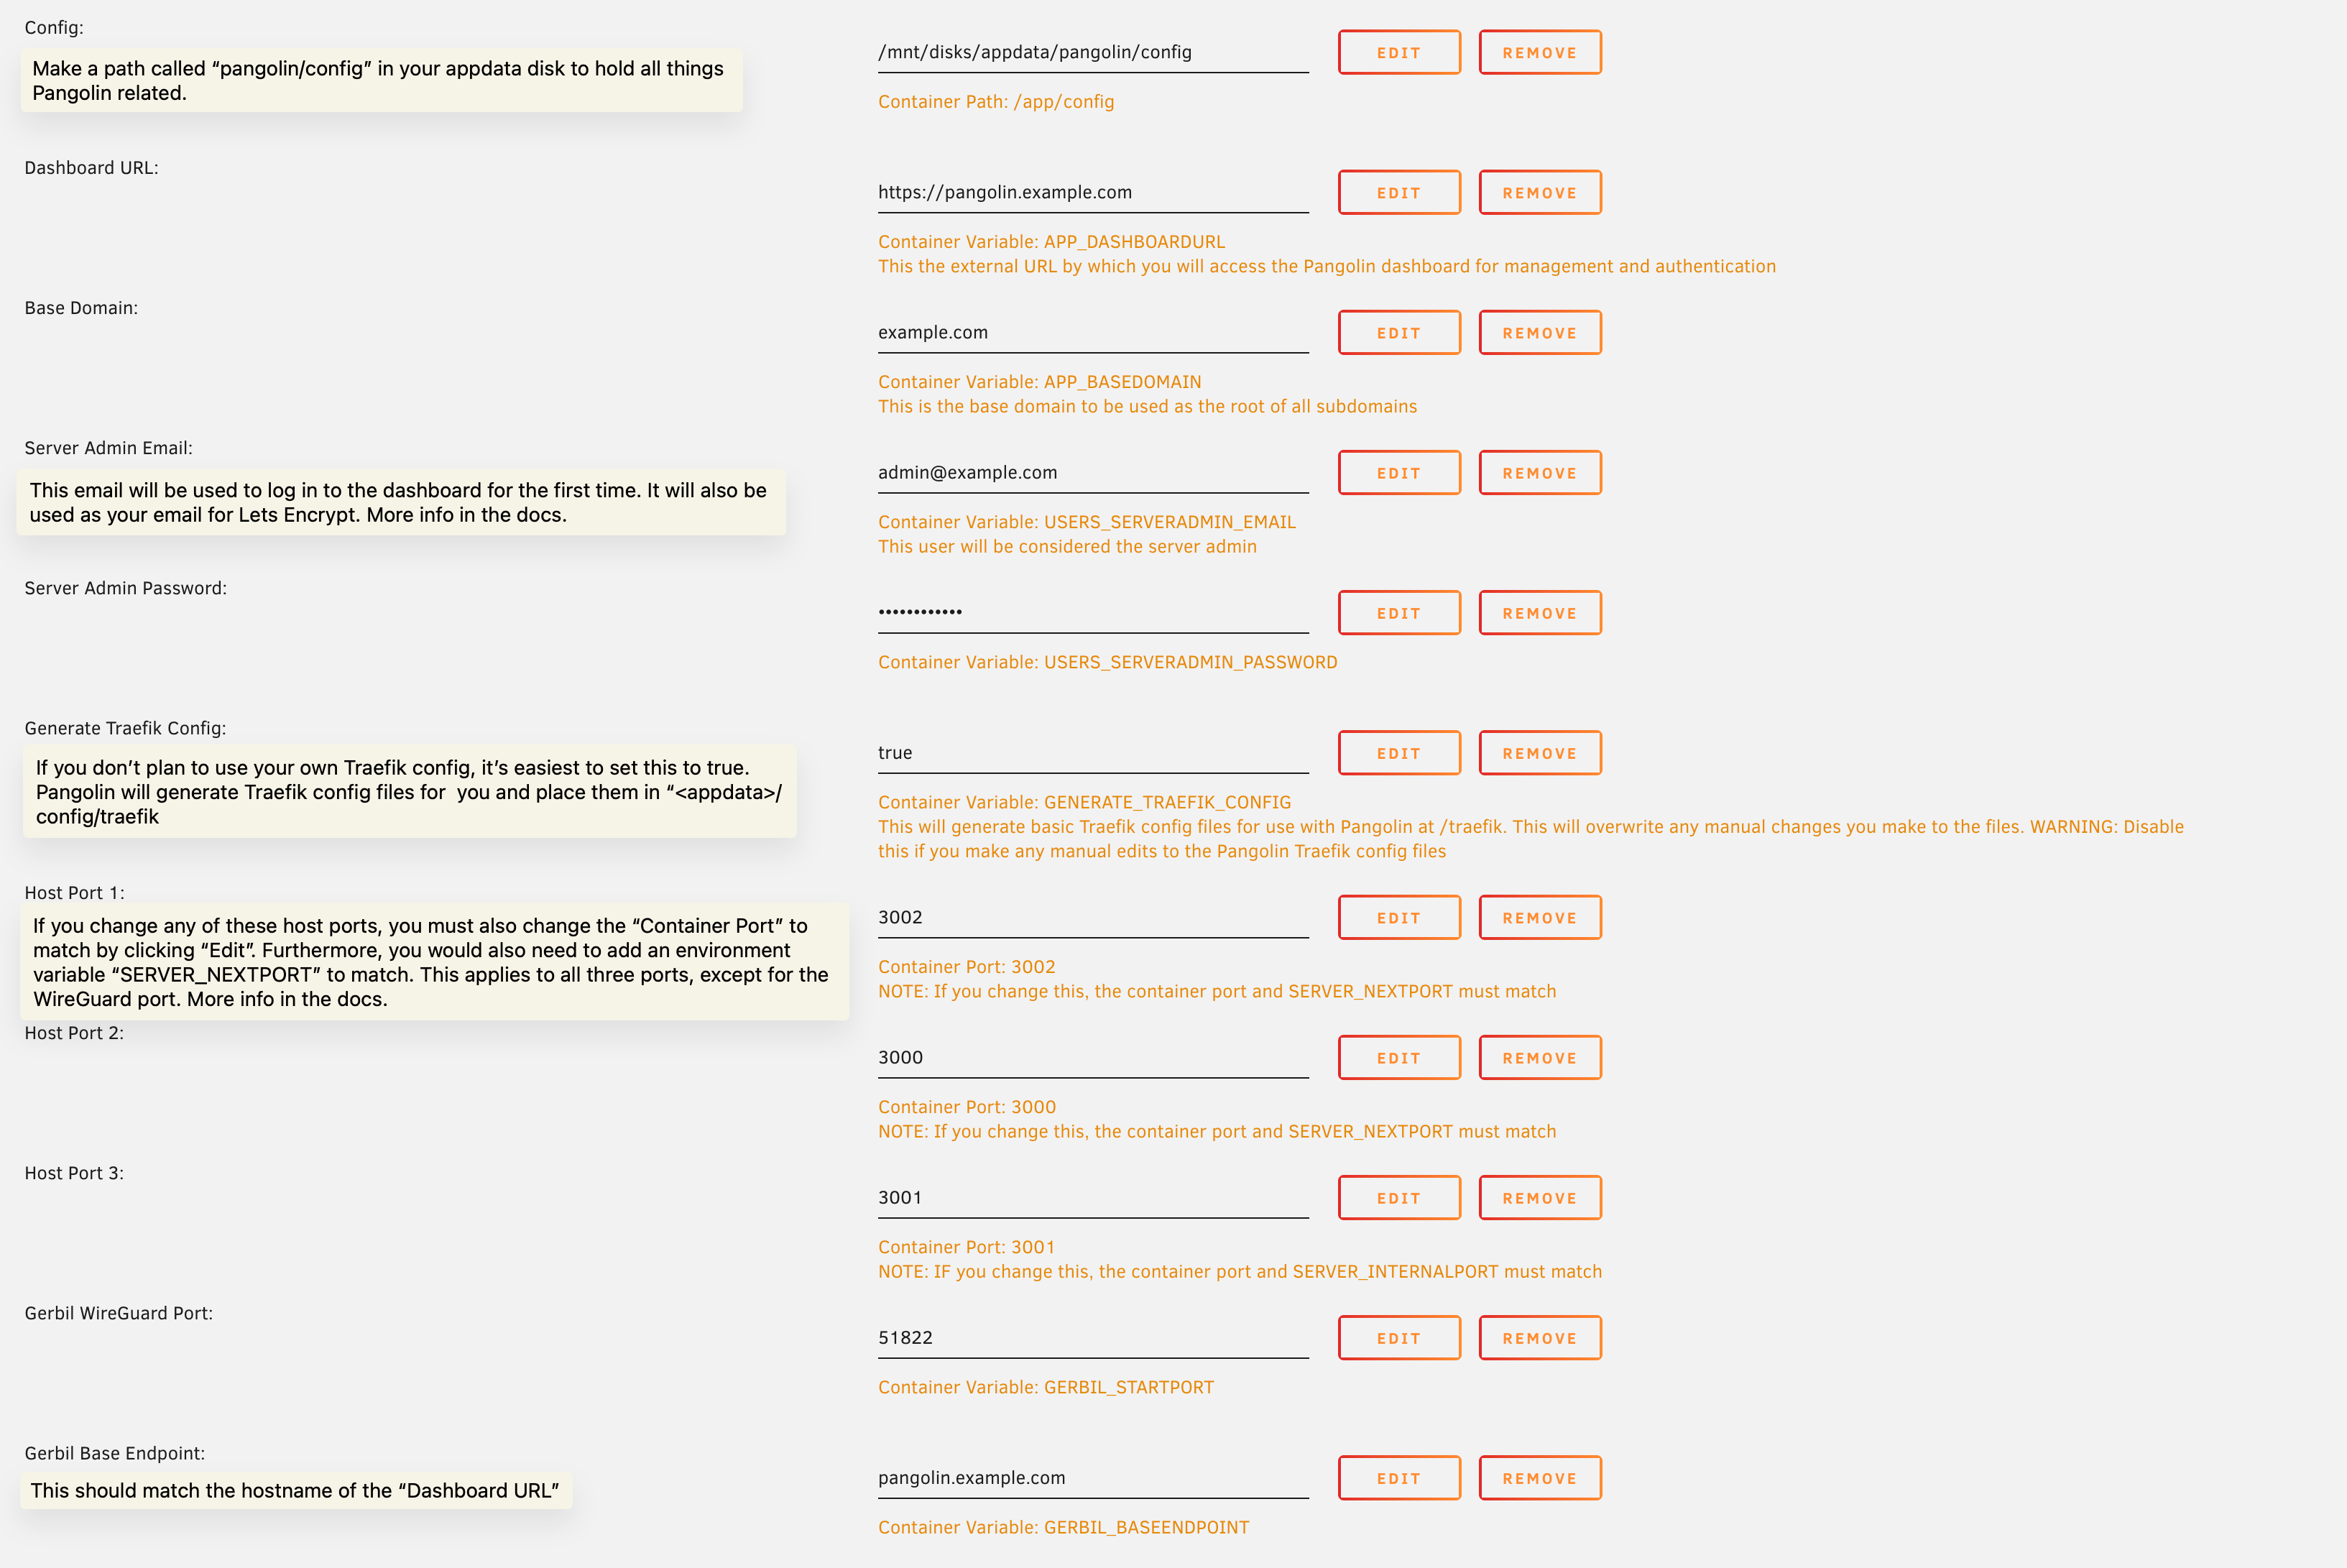 Config:
Make a path called “pangolin/config” in your appdata disk to hold all things
Pangolin related.
/mnt/disks/appdata/pangolin/config
EDIT
REMOVE
Container Path: /app/config
Dashboard URL:
https://pangolin.example.com
EDIT
REMOVE
Container Variable: APP_DASHBOARDURL
This the external URL by which you will access the Pangolin dashboard for management and authentication
Base Domain:
example.com
EDIT
REMOVE
Container Variable: APP_BASEDOMAIN
This is the base domain to be used as the root of all subdomains
Server Admin Email:
This email will be used to log in to the dashboard for the first time. It will also be
used as your email for Lets Encrypt. More info in the docs.
admin@example.com
EDIT
REMOVE
Container Variable: USERS_SERVERADMIN_EMAIL
This user will be considered the server admin
Server Admin Password:
••••••••••••
EDIT
REMOVE
Container Variable: USERS_SERVERADMIN_PASSWORD
Generate Traefik Config:
If you don’t plan to use your own Traefik config, it’s easiest to set this to true.
Pangolin will generate Traefik config files for  you and place them in “<appdata>/
config/traefik
true
EDIT
REMOVE
Container Variable: GENERATE_TRAEFIK_CONFIG
This will generate basic Traefik config files for use with Pangolin at /traefik. This will overwrite any manual changes you make to the files. WARNING: Disable
this if you make any manual edits to the Pangolin Traefik config files
Host Port 1:
If you change any of these host ports, you must also change the “Container Port” to
match by clicking “Edit”. Furthermore, you would also need to add an environment
variable “SERVER_NEXTPORT” to match. This applies to all three ports, except for the
WireGuard port. More info in the docs.
3002
EDIT
REMOVE
Container Port: 3002
NOTE: If you change this, the container port and SERVER_NEXTPORT must match
Host Port 2:
3000
EDIT
REMOVE
Container Port: 3000
NOTE: If you change this, the container port and SERVER_NEXTPORT must match
Host Port 3:
3001
EDIT
REMOVE
Container Port: 3001
NOTE: IF you change this, the container port and SERVER_INTERNALPORT must match
Gerbil WireGuard Port:
51822
EDIT
REMOVE
Container Variable: GERBIL_STARTPORT
Gerbil Base Endpoint:
This should match the hostname of the “Dashboard URL”
pangolin.example.com
EDIT
REMOVE
Container Variable: GERBIL_BASEENDPOINT